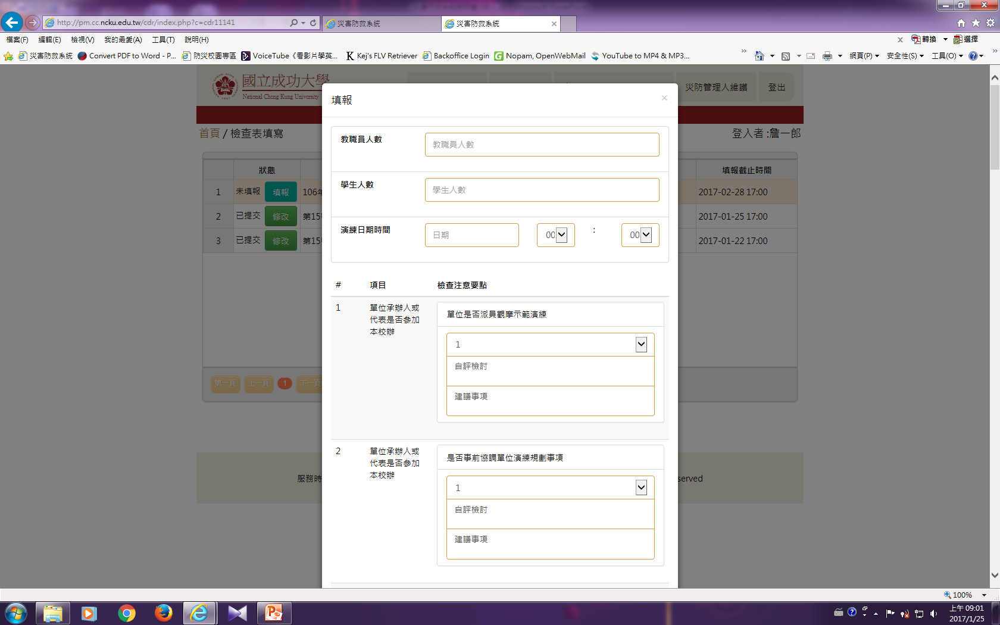 http://pm.cc.ncku.edu.tw/cdr/index.php?c=cdr11141
災害防救系統
災害防救系統
檔案(F) 編輯(E) 檢視(V) 我的最愛(A) 工具(T) 說明(H)
轉換 選擇
災害防救系統 Convert PDF to Word - P... 防災校園專區 VoiceTube《看影片學英... Kej's FLV Retriever Backoffice Login Nopam, OpenWebMail YouTube to MP4 & MP3...
網頁(P) 安全性(S) 工具(O)
國立成功大學
National Cheng Kung University
災防管理人維護 登出
首頁 / 檢查表填寫
登入者 :詹一郎
狀態 填報截止時間
1 未填報 填報 106年 2017-02-28 17:00
2 已提交 修改 第15 2017-01-25 17:00
3 已提交 修改 第15 2017-01-22 17:00
第一頁 上一頁 1 下一頁
服務時
served
填報
×
教職員人數 教職員人數
學生人數 學生人數
演練日期時間 日期 00 : 00
# 項目 檢查注意要點
1 單位承辦人或
代表是否參加
本校辦
單位是否派員觀摩示範演練
1
自評檢討
建議事項
2 單位承辦人或
代表是否參加
本校辦
是否事前協調單位演練規劃事項
1
自評檢討
建議事項
100%
上午 09:01
2017/1/25